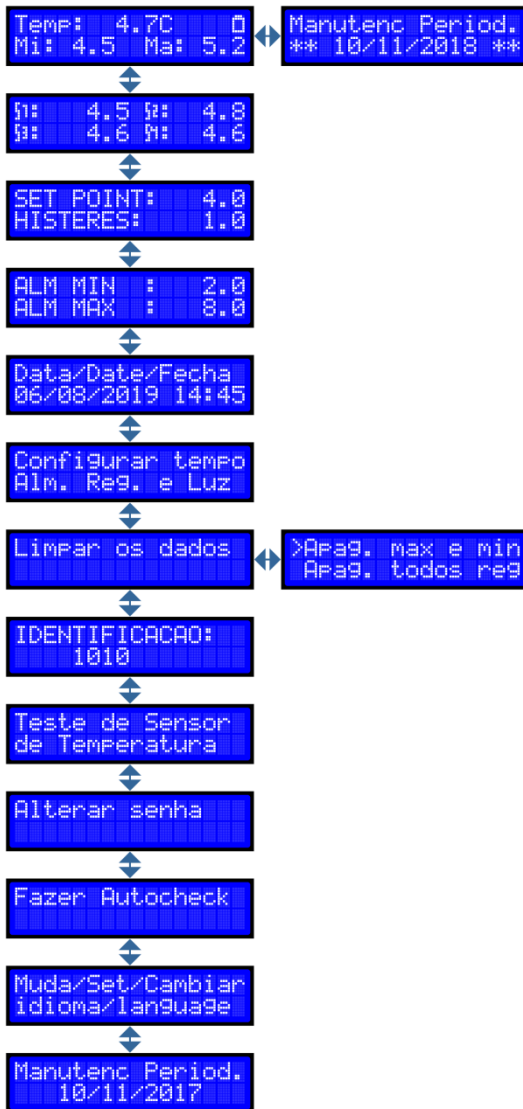 Temp: 4.7C
Mi: 4.5 Ma: 5.2
Manutenc Period.
** 10/11/2018 **
S1: 4.5 S2: 4.8
S3: 4.6 4.6
SET POINT: 4.0
HISTERES: 1.0
ALM MIN : 2.0
ALM MAX : 8.0
Data/Date/Fecha
06/08/2019 14:45
Configurar tempo
Alm. Reg. e Luz
Limpar os dados
>Apag. max e min
Apag. todos reg
IDENTIFICACAO:
1010
Teste de Sensor
de Temperatura
Alterar senha
Fazer Autocheck
Muda/Set/Cambiar
idioma/language
Manutenc Period.
10/11/2017